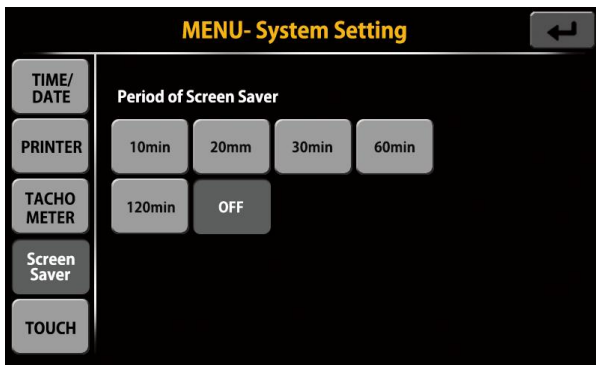 MENU- System Setting
TIME/
DATE
Period of Screen Saver
PRINTER
10min 20mm 30min 60min
TACHO
METER
120min OFF
Screen
Saver
TOUCH